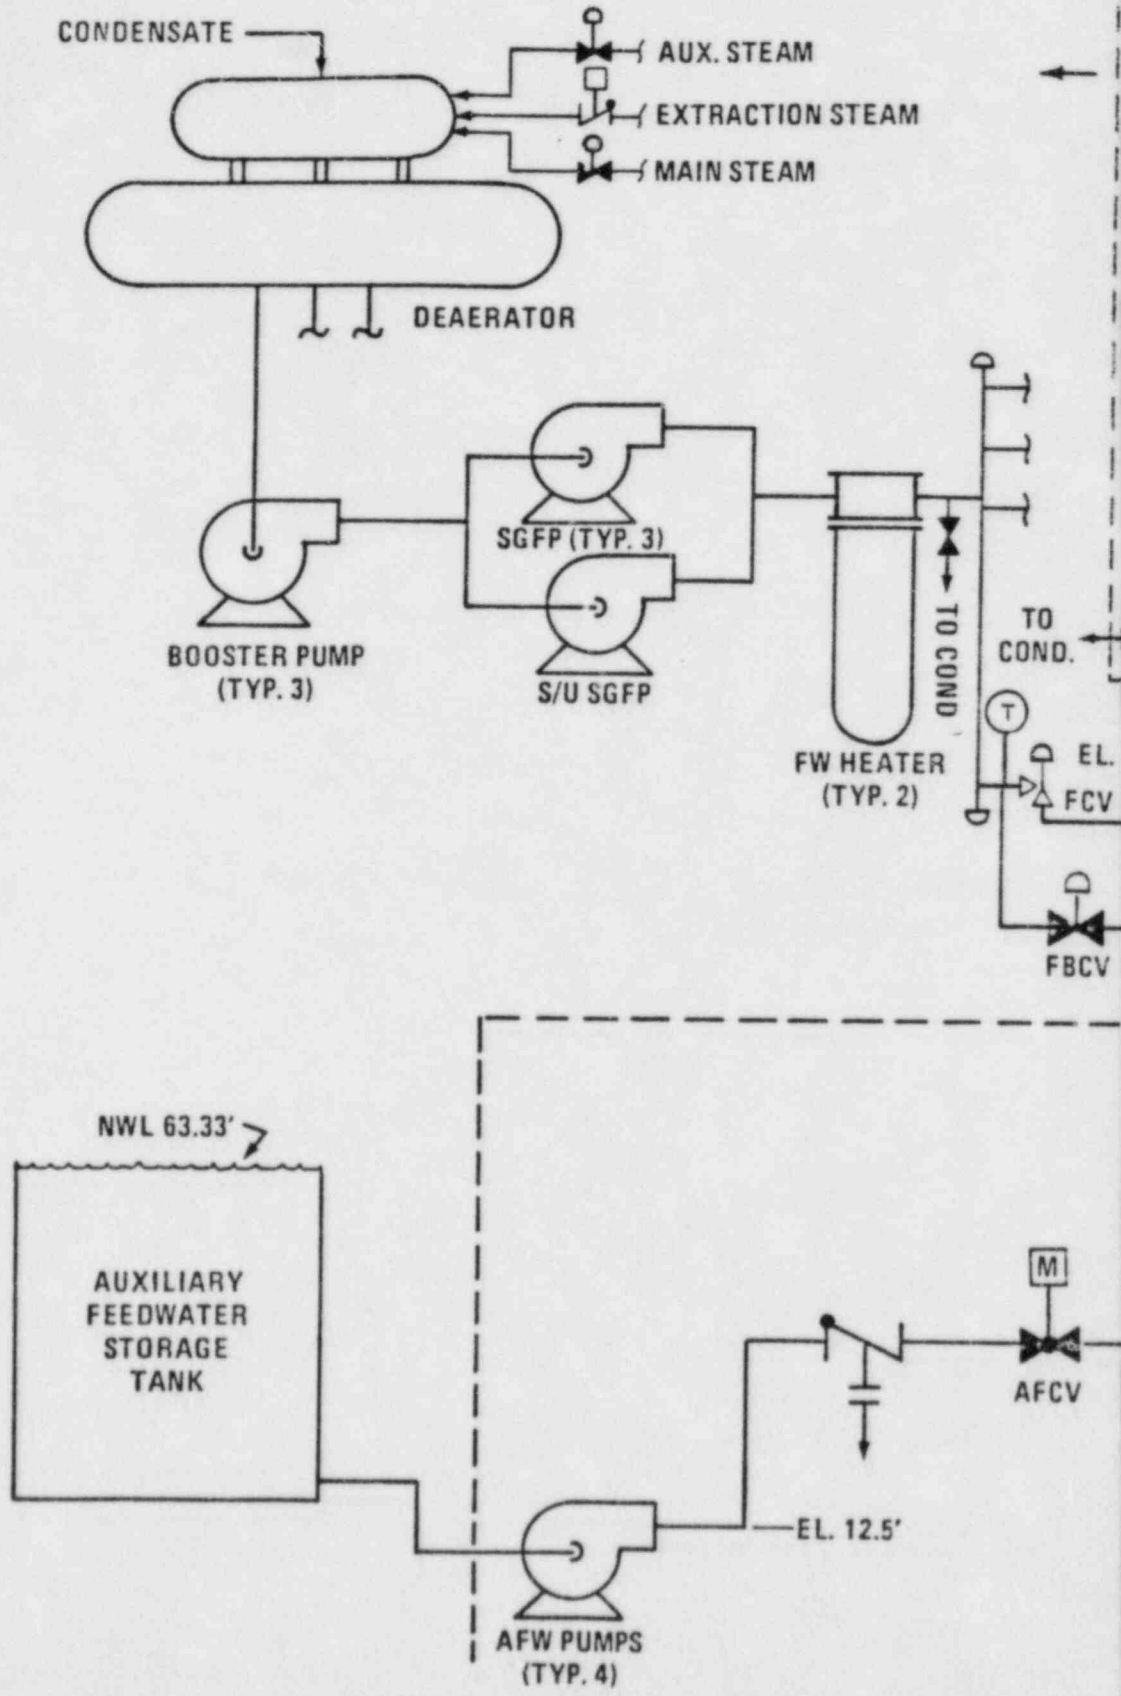 CONDENSATE
AUX. STEAM
EXTRACTION STEAM
MAIN STEAM
DEAERATOR
SGFP (TYP. 3)
BOOSTER PUMP
(TYP. 3)
S/U SGFP
TO COND
TO
COND.
T
FW HEATER
(TYP. 2)
EL.
FCV
FBCV
NWL 63.33'
AUXILIARY
FEEDWATER
STORAGE
TANK
M
AFCV
EL. 12.5'
AFW PUMPS
(TYP. 4)